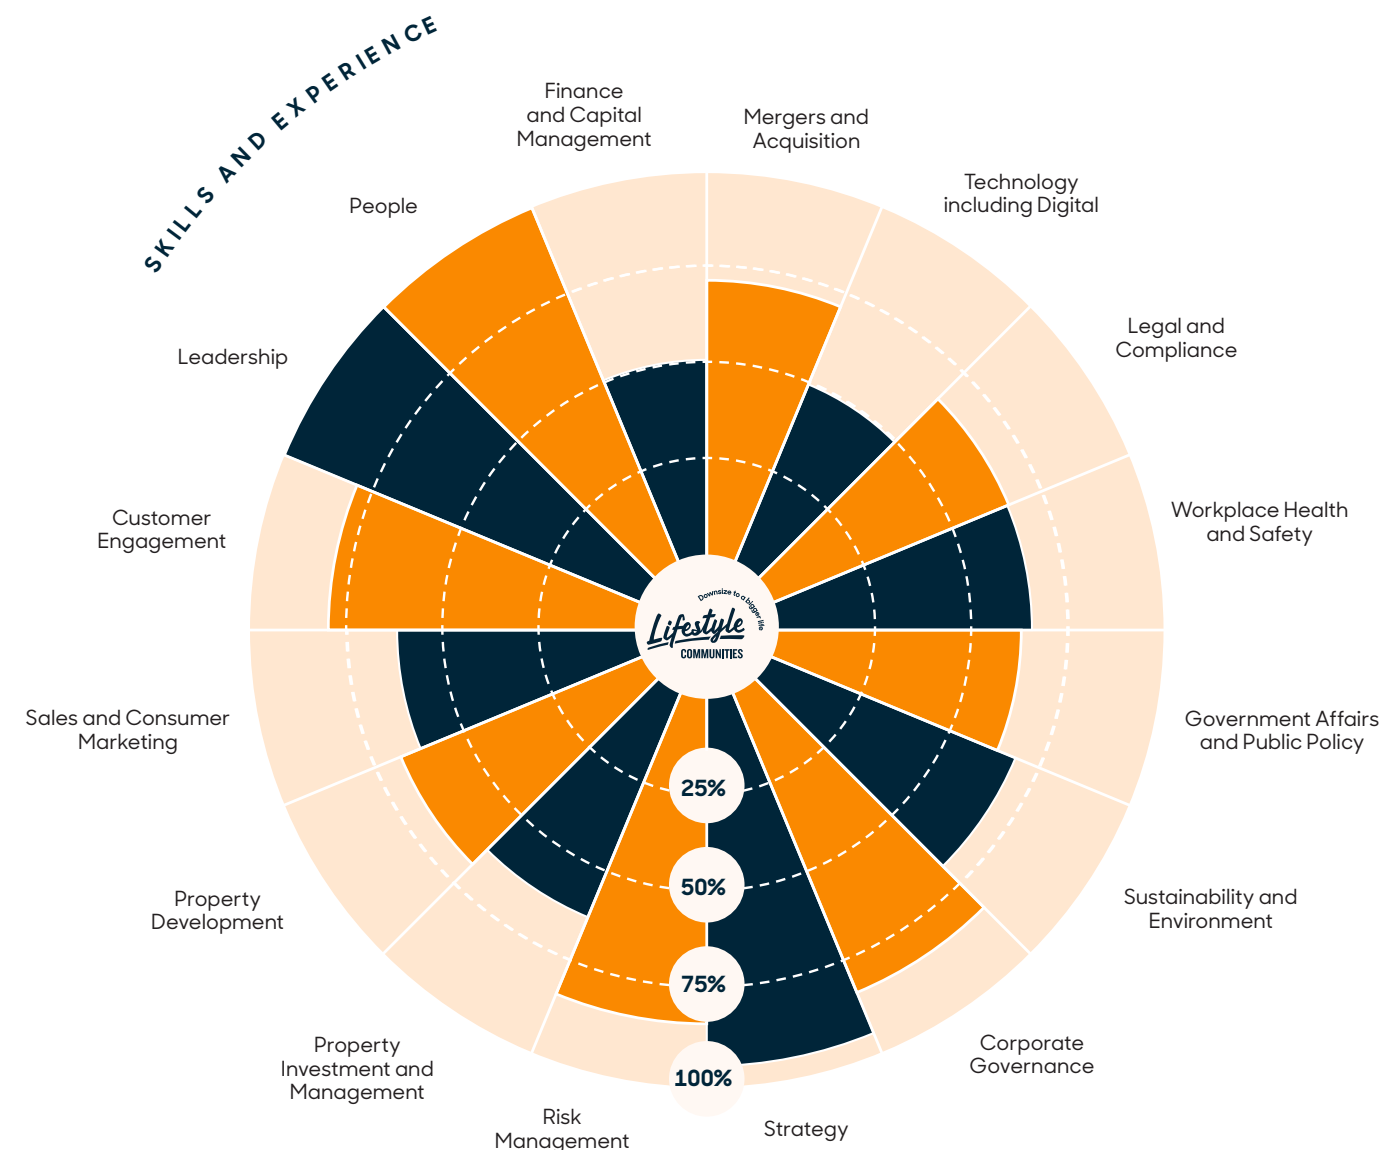 SKILLS AND EXPERIENCE
Finance
and Capital
Management
Mergers and
Acquisition
Technology
including Digital
People
Legal and
Compliance
Leadership
Workplace Health
and Safety
Customer
Engagement
Downsize to a bigger life
Lifestyle
COMMUNITIES
Sales and Consumer
Marketing
Government Affairs
and Public Policy
25%
50%
75%
100%
Property
Development
Sustainability and
Environment
Property
Investment and
Management
Corporate
Governance
Risk
Management
Strategy